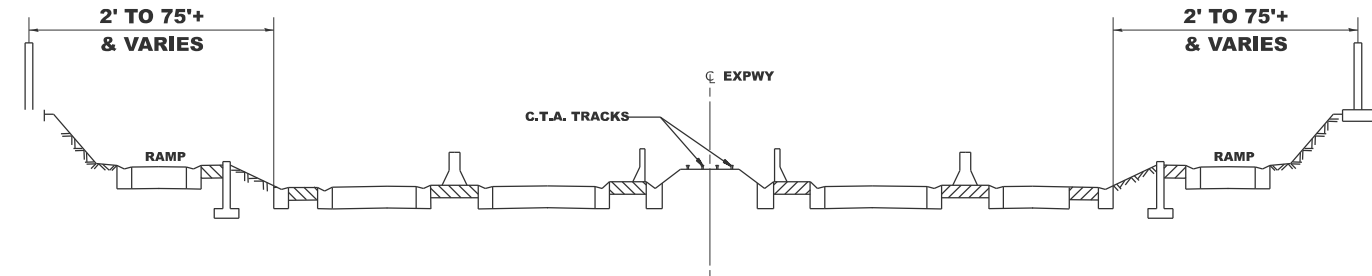 2' TO 75'+
& VARIES
2' TO 75'+
& VARIES
℄ EXPWY
C.T.A. TRACKS
RAMP
RAMP